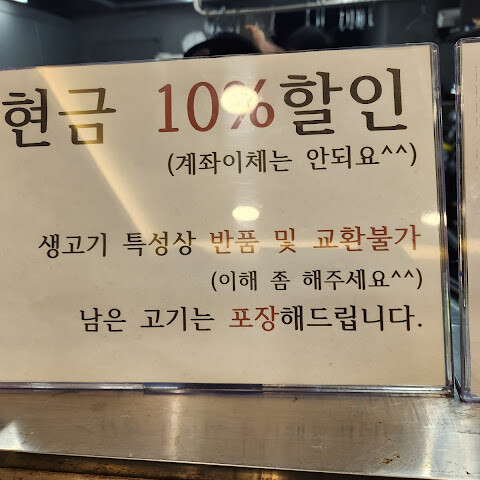 현금 10% 할인
(계좌이체는 안되요^^)
생고기 특성상 반품 및 교환불가
(이해 좀 해주세요^^)
남은 고기는 포장해드립니다.